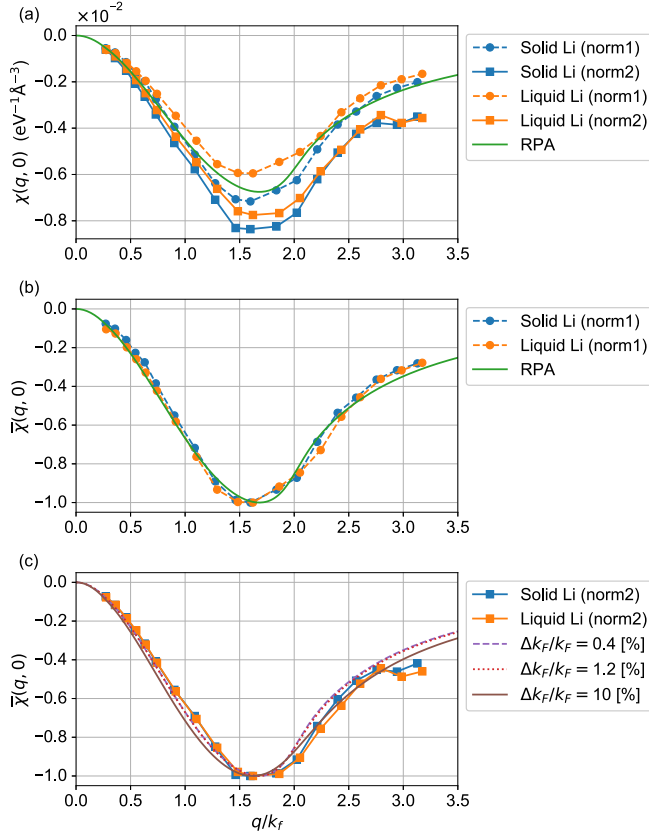 (a)
×10⁻²
0.0
−0.2
−0.4
−0.6
−0.8
χ(q, 0) (eV⁻¹Å⁻³)
0.0 0.5 1.0 1.5 2.0 2.5 3.0 3.5
Solid Li (norm1)
Solid Li (norm2)
Liquid Li (norm1)
Liquid Li (norm2)
RPA
(b)
0.0
−0.2
−0.4
−0.6
−0.8
−1.0
χ̅(q, 0)
0.0 0.5 1.0 1.5 2.0 2.5 3.0 3.5
Solid Li (norm1)
Liquid Li (norm1)
RPA
(c)
0.0
−0.2
−0.4
−0.6
−0.8
−1.0
χ̅(q, 0)
0.0 0.5 1.0 1.5 2.0 2.5 3.0 3.5
q/k_f
Solid Li (norm2)
Liquid Li (norm2)
Δk_F/k_F = 0.4 [%]
Δk_F/k_F = 1.2 [%]
Δk_F/k_F = 10 [%]